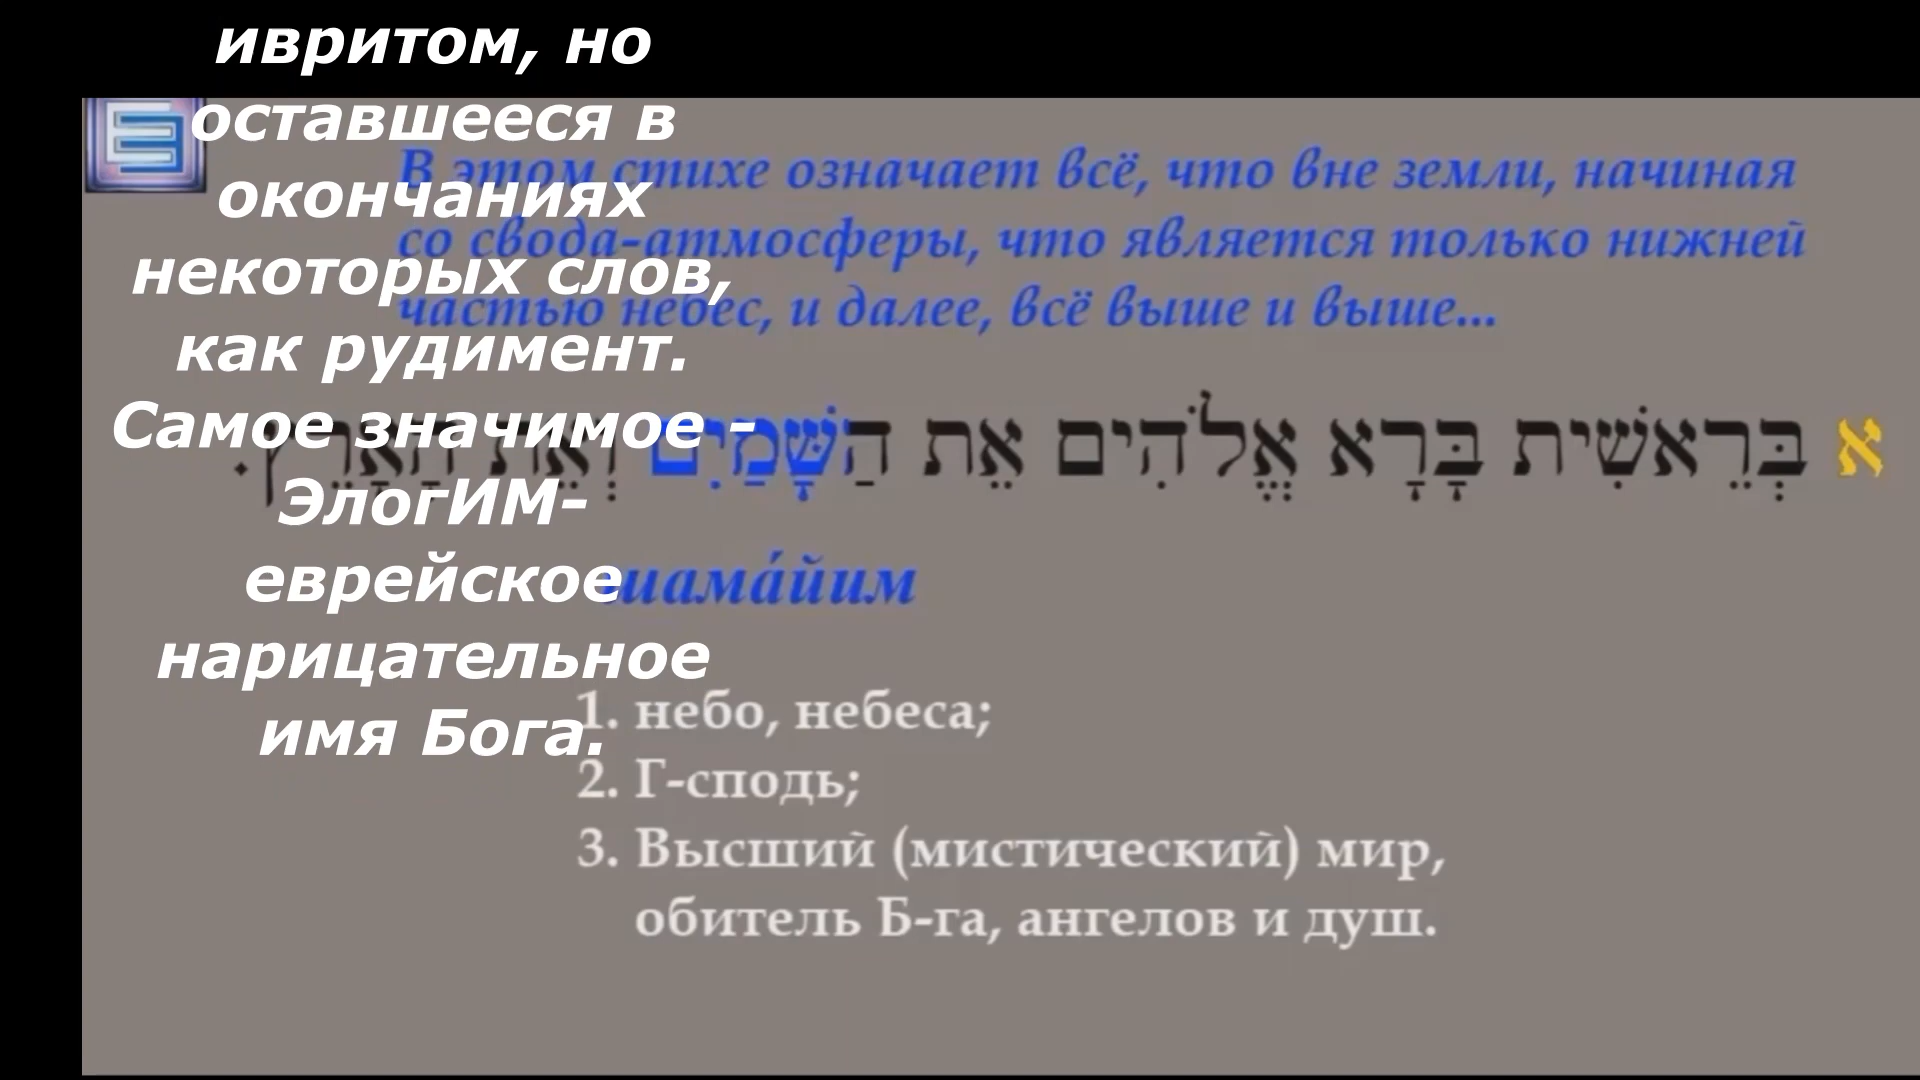 ивритом, но
оставшееся в
окончаниях
некоторых слов,
как рудимент.
Самое значимое -
ЭлогИМ-
еврейское
нарицательное
имя Бога.
В этом стихе означает всё, что вне земли, начиная
со свода-атмосферы, что является только нижней
частью небес, и далее, всё выше и выше...
א בְּרֵאשִׁית בָּרָא אֱלֹהִים אֵת הַשָּׁמַיִם וְאֵת הָאָרֶץ.
шама́йим
1. небо, небеса;
2. Г-сподь;
3. Высший (мистический) мир,
обитель Б-га, ангелов и душ.